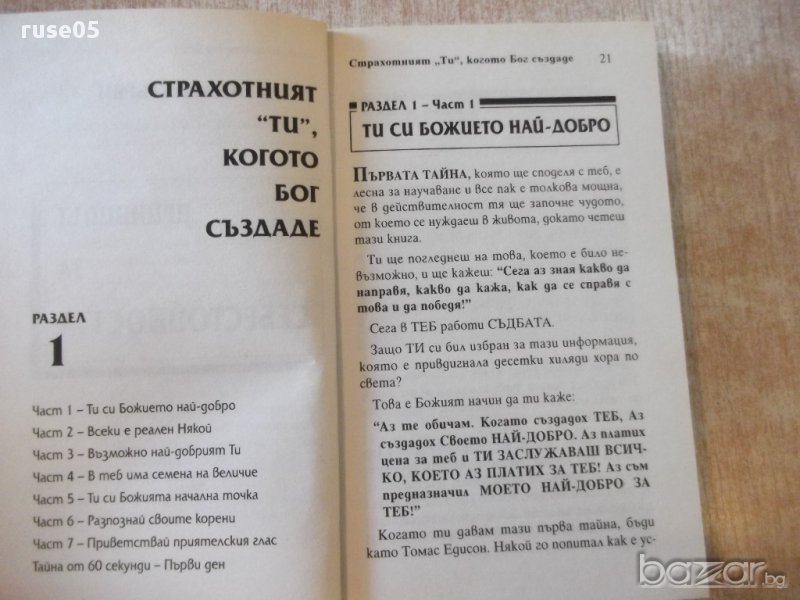 ruse05
СТРАХОТНИЯТ
"ТИ",
КОГОТО
БОГ
СЪЗДАДЕ
РАЗДЕЛ
1
Част 1 – Ти си Божието най-добро
Част 2 – Всеки е реален Някой
Част 3 – Възможно най-добрият Ти
Част 4 – В теб има семена на величие
Част 5 – Ти си Божията начална точка
Част 6 – Разпознай своите корени
Част 7 – Приветствай приятелския глас
Тайна от 60 секунди – Първи ден
Страхотният „Ти“, когото Бог създаде 21
РАЗДЕЛ 1 – Част 1
ТИ СИ БОЖИЕТО НАЙ-ДОБРО
ПЪРВАТА ТАЙНА, която ще споделя с теб, е
лесна за научаване и все пак е толкова мощна,
че в действителност тя ще започне чудото,
от което се нуждаеш в живота, докато четеш
тази книга.
Ти ще погледнеш на това, което е било не-
възможно, и ще кажеш: “Сега аз зная какво да
направя, какво да кажа, как да се справя с
това и да победя!”
Сега в ТЕБ работи СЪДБАТА.
Защо ТИ си бил избран за тази информация,
която е привдигнала десетки хиляди хора по
света?
Това е Божият начин да ти каже:
“Аз те обичам. Когато създадох ТЕБ, Аз
създадох Своето НАЙ-ДОБРО. Аз платих
цена за теб и ТИ ЗАСЛУЖАВАШ ВСИЧ-
КО, КОЕТО АЗ ПЛАТИХ ЗА ТЕБ! Аз съм
предназначил МОЕТО НАЙ-ДОБРО ЗА
ТЕБ!”
Когато ти давам тази първа тайна, бъди
като Томас Едисон. Някой го попитал как е ус-
bazar.bg